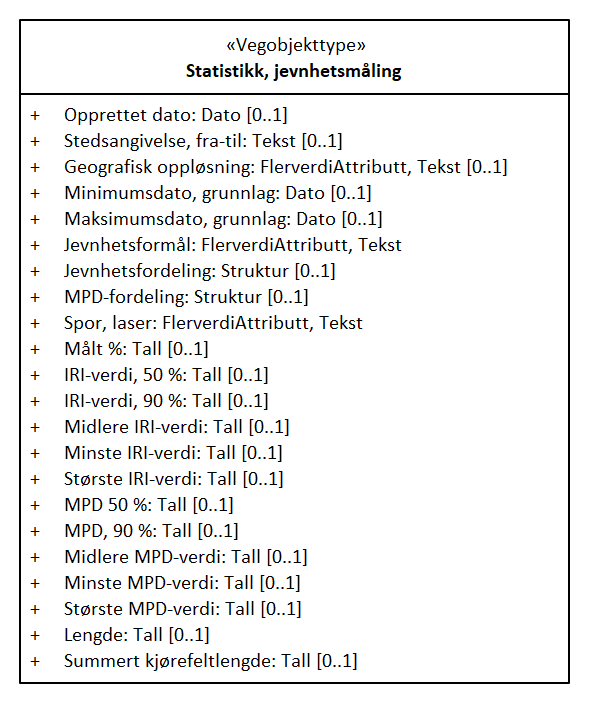 «Vegobjekttype»
Statistikk, jevnhetsmåling
+ Opprettet dato: Dato [0..1]
+ Stedsangivelse, fra-til: Tekst [0..1]
+ Geografisk oppløsning: FlerverdiAttributt, Tekst [0..1]
+ Minimumsdato, grunnlag: Dato [0..1]
+ Maksimumsdato, grunnlag: Dato [0..1]
+ Jevnhetsformål: FlerverdiAttributt, Tekst
+ Jevnhetsfordeling: Struktur [0..1]
+ MPD-fordeling: Struktur [0..1]
+ Spor, laser: FlerverdiAttributt, Tekst
+ Målt %: Tall [0..1]
+ IRI-verdi, 50 %: Tall [0..1]
+ IRI-verdi, 90 %: Tall [0..1]
+ Midlere IRI-verdi: Tall [0..1]
+ Minste IRI-verdi: Tall [0..1]
+ Største IRI-verdi: Tall [0..1]
+ MPD 50 %: Tall [0..1]
+ MPD, 90 %: Tall [0..1]
+ Midlere MPD-verdi: Tall [0..1]
+ Minste MPD-verdi: Tall [0..1]
+ Største MPD-verdi: Tall [0..1]
+ Lengde: Tall [0..1]
+ Summert kjørefeltlengde: Tall [0..1]